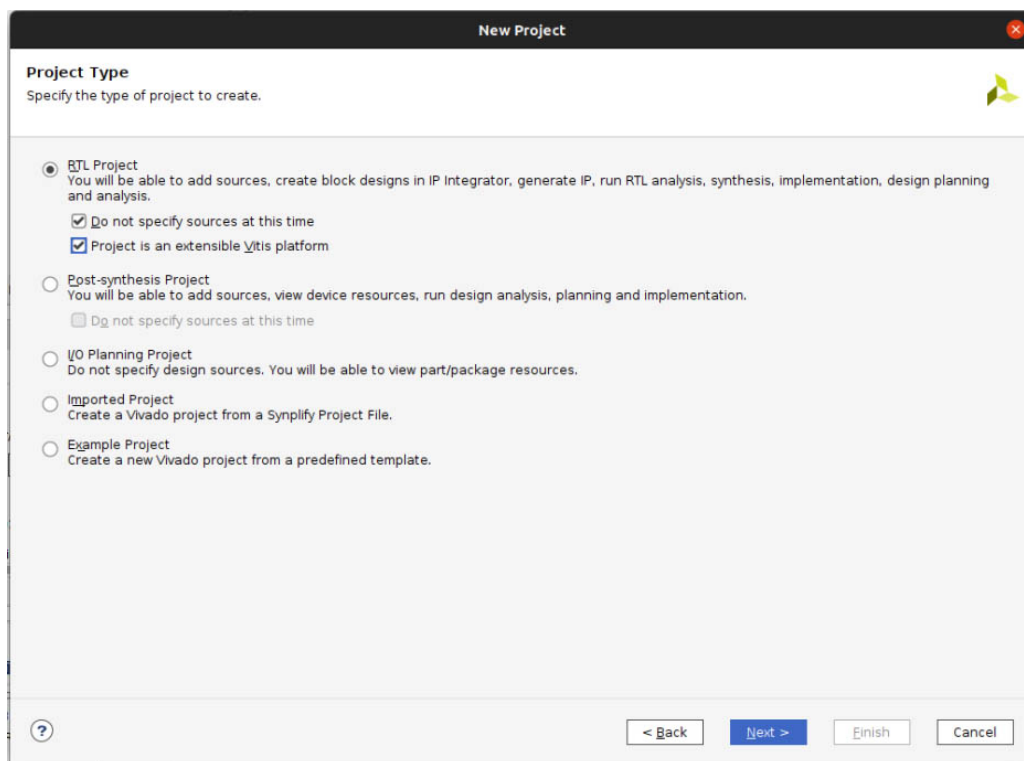 New Project
Project Type
Specify the type of project to create.
RTL Project
You will be able to add sources, create block designs in IP Integrator, generate IP, run RTL analysis, synthesis, implementation, design planning
and analysis.
Do not specify sources at this time
Project is an extensible Vitis platform
Post-synthesis Project
You will be able to add sources, view device resources, run design analysis, planning and implementation.
Do not specify sources at this time
I/O Planning Project
Do not specify design sources. You will be able to view part/package resources.
Imported Project
Create a Vivado project from a Synplify Project File.
Example Project
Create a new Vivado project from a predefined template.
?
< Back
Next >
Finish
Cancel